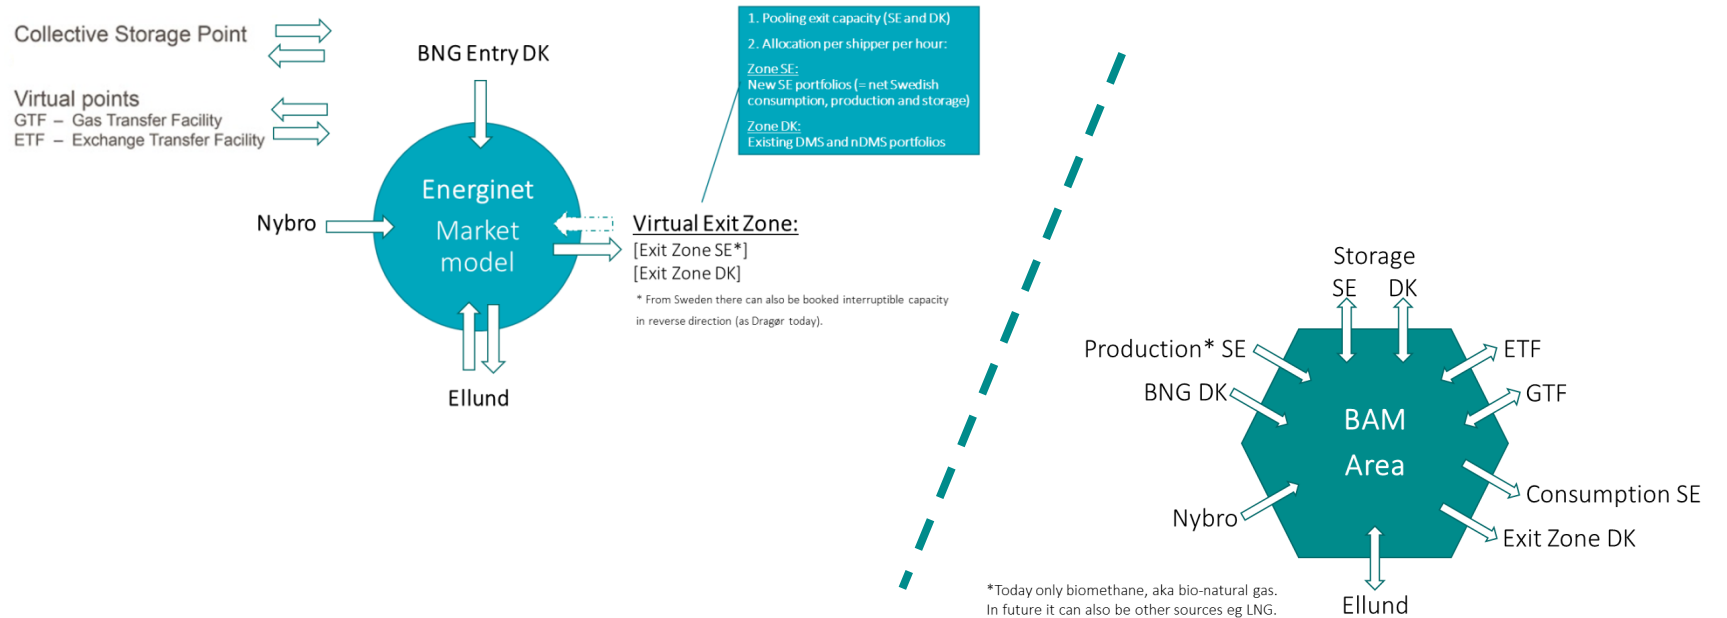 Collective Storage Point
Virtual points
GTF – Gas Transfer Facility
ETF – Exchange Transfer Facility
BNG Entry DK
Energinet
Market
model
Nybro
Ellund
1. Pooling exit capacity (SE and DK)
2. Allocation per shipper per hour:
Zone SE:
New SE portfolios (= net Swedish
consumption, production and storage)
Zone DK:
Existing DMS and nDMS portfolios
Virtual Exit Zone:
[Exit Zone SE*]
[Exit Zone DK]
* From Sweden there can also be booked interruptible capacity
in reverse direction (as Dragør today).
Storage
SE DK
Production* SE
BNG DK
Nybro
BAM
Area
ETF
GTF
Consumption SE
Exit Zone DK
Ellund
*Today only biomethane, aka bio-natural gas.
In future it can also be other sources eg LNG.